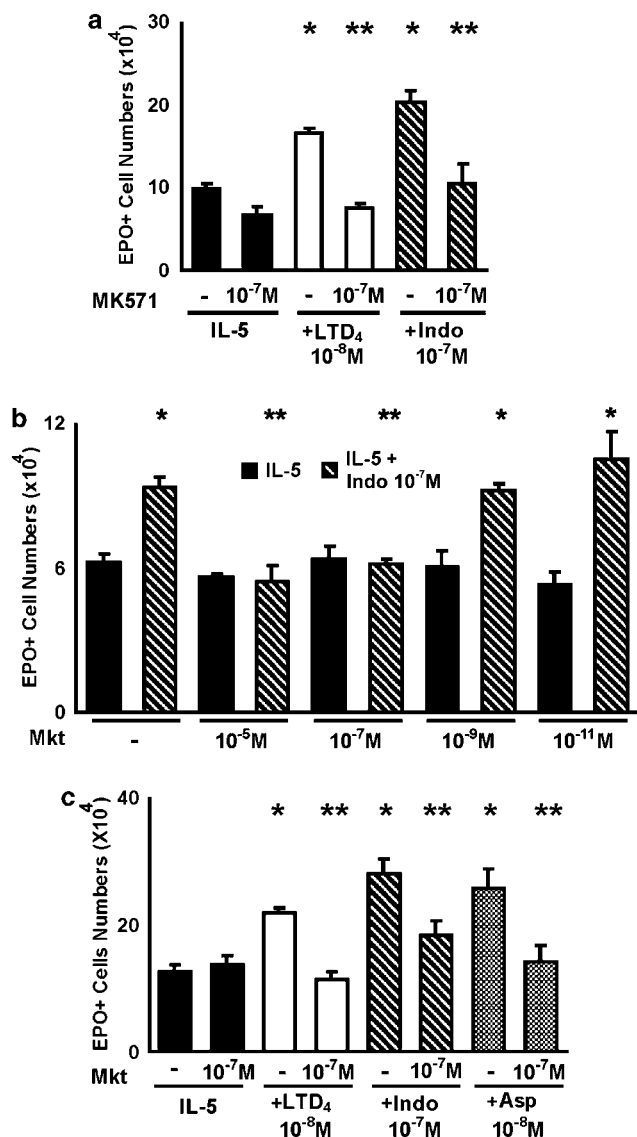 a
EPO+ Cell Numbers (x10⁴)
30
20
10
0
* ** * **
MK571 - 10⁻⁷M - 10⁻⁷M - 10⁻⁷M
IL-5 +LTD₄ +Indo
10⁻⁸M 10⁻⁷M
b
EPO+ Cell Numbers (x10⁴)
12
6
0
* ** ** * *
IL-5 IL-5 +
Indo 10⁻⁷M
Mkt - 10⁻⁵M 10⁻⁷M 10⁻⁹M 10⁻¹¹M
c
EPO+ Cells Numbers (X10⁴)
40
20
0
* ** * ** * **
Mkt - 10⁻⁷M - 10⁻⁷M - 10⁻⁷M - 10⁻⁷M
IL-5 +LTD₄ +Indo +Asp
10⁻⁸M 10⁻⁷M 10⁻⁸M